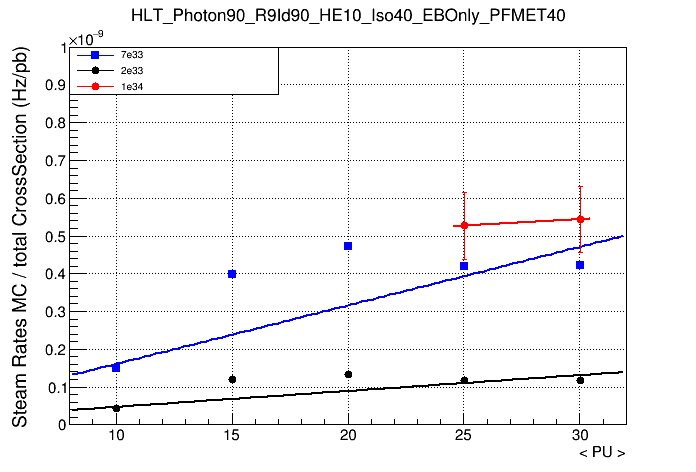 HLT_Photon90_R9Id90_HE10_Iso40_EBOnly_PFMET40
×10⁻⁹
7e33
2e33
1e34
1
0.9
0.8
0.7
0.6
0.5
0.4
0.3
0.2
0.1
0
10 15 20 25 30
< PU >
Steam Rates MC / total CrossSection (Hz/pb)